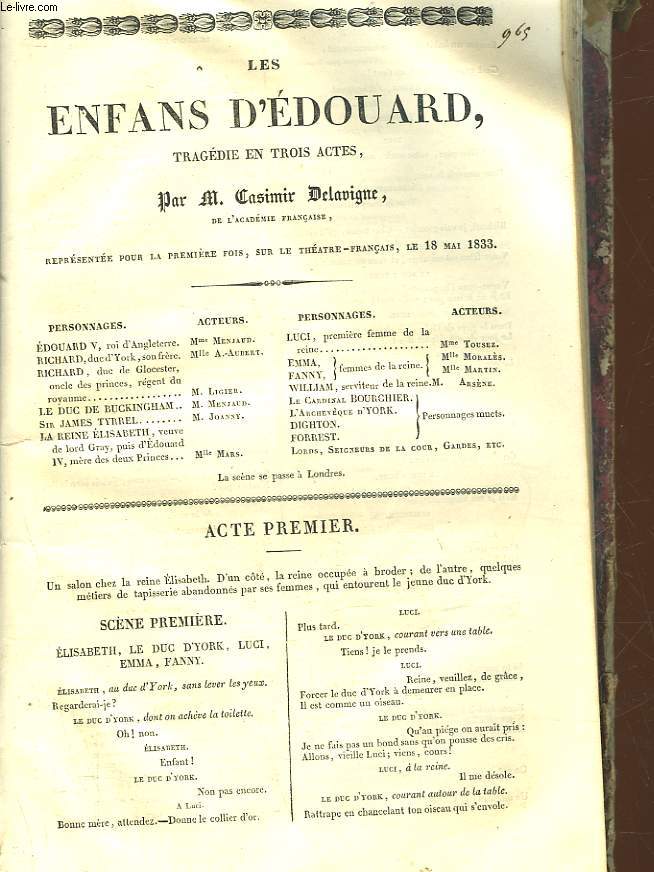 Le-livre.com
965
LES
ENFANS D'ÉDOUARD,
TRAGÉDIE EN TROIS ACTES,
Par M. Casimir Delavigne,
DE L'ACADÉMIE FRANÇAISE,
REPRÉSENTÉE POUR LA PREMIÈRE FOIS, SUR LE THÉATRE-FRANÇAIS, LE 18 MAI 1833.
PERSONNAGES. ACTEURS.
ÉDOUARD V, roi d'Angleterre. Mme MENJAUD.
RICHARD, duc d'York, son frère. Mlle A.-AUBERT.
RICHARD, duc de Glocester,
oncle des princes, régent du
royaume.................. M. LIGIER.
LE DUC DE BUCKINGHAM.. M. MENJAUD.
SIR JAMES TYRREL........ M. JOANNY.
LA REINE ÉLISABETH, veuve
de lord Gray, puis d'Édouard
IV, mère des deux Princes... Mlle MARS.
PERSONNAGES. ACTEURS.
LUCI, première femme de la
reine.................... Mme TOUSEZ.
EMMA, } femmes de la reine. { Mlle MORALÈS.
FANNY, Mlle MARTIN.
WILLIAM, serviteur de la reine. M. ARSÈNE.
LE CARDINAL BOURCHIER.
L'ARCHEVÊQUE D'YORK. } Personnages muets.
DIGHTON.
FORREST.
LORDS, SEIGNEURS DE LA COUR, GARDES, ETC.
La scène se passe à Londres.
ACTE PREMIER.
Un salon chez la reine Élisabeth. D'un côté, la reine occupée à broder; de l'autre, quelques
métiers de tapisserie abandonnés par ses femmes, qui entourent le jeune duc d'York.
SCÈNE PREMIÈRE.
ÉLISABETH, LE DUC D'YORK, LUCI,
EMMA, FANNY.
ÉLISABETH, au duc d'York, sans lever les yeux.
Regarderai-je?
LE DUC D'YORK, dont on achève la toilette.
Oh! non.
ÉLISABETH.
Enfant!
LE DUC D'YORK.
Non pas encore.
A Luci.
Bonne mère, attendez.—Donne le collier d'or.
LUCI.
Plus tard.
LE DUC D'YORK, courant vers une table.
Tiens! je le prends.
LUCI.
Reine, veuillez, de grâce,
Forcer le duc d'York à demeurer en place.
Il est comme un oiseau.
LE DUC D'YORK.
Qu'au piége on aurait pris:
Je ne fais pas un bond sans qu'on pousse des cris.
Allons, vieille Luci; viens, cours!
LUCI, à la reine.
Il me désole.
LE DUC D'YORK, courant autour de la table.
Rattrape en chancelant ton oiseau qui s'envole.